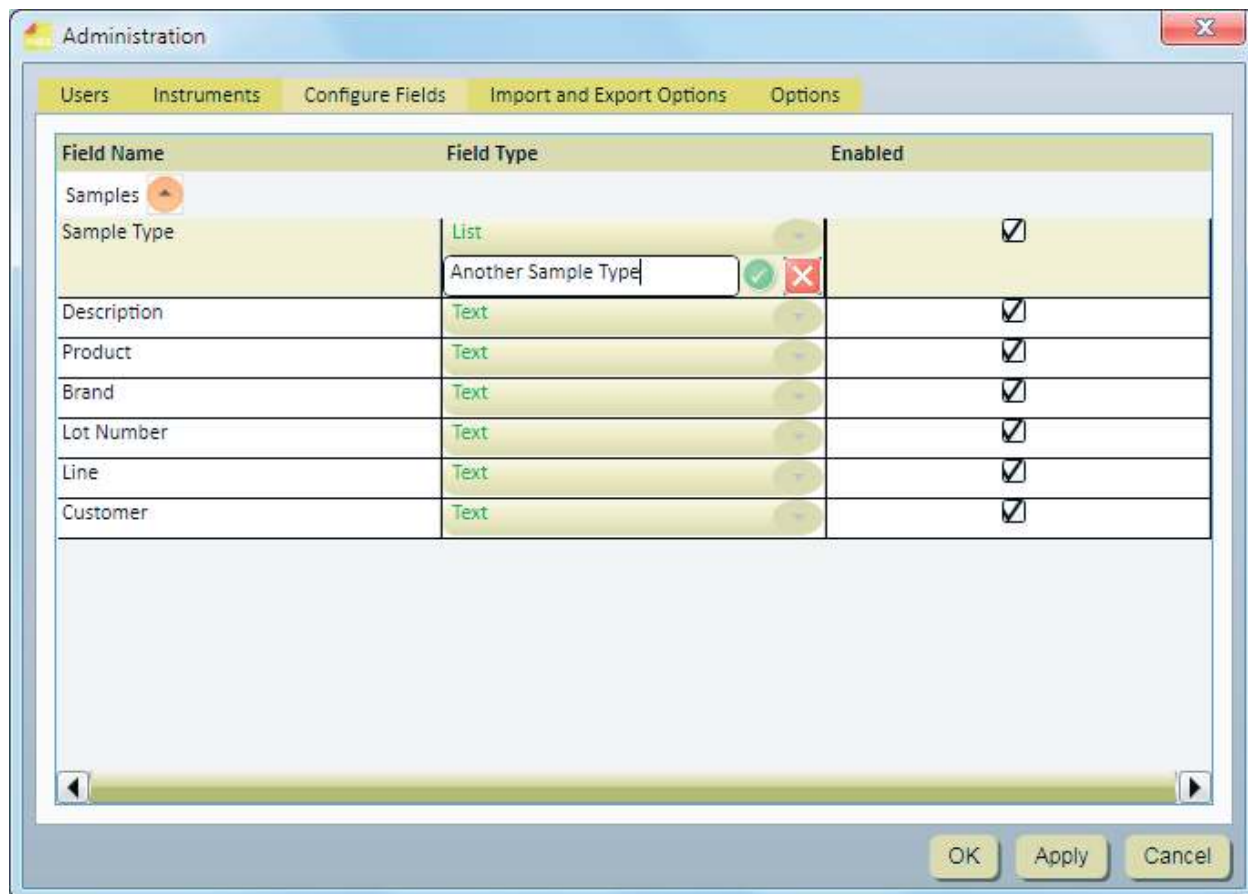 Administration
Users Instruments Configure Fields Import and Export Options Options
Field Name Field Type Enabled
Samples
Sample Type List
Another Sample Type
Description Text
Product Text
Brand Text
Lot Number Text
Line Text
Customer Text
OK Apply Cancel